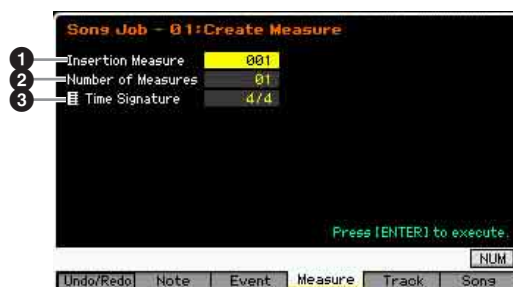 Song Job - 01:Create Measure
1 Insertion Measure 001
2 Number of Measures 01
3 Time Signature 4/4
Press [ENTER] to execute.
NUM
Undo/Redo Note Event Measure Track Song